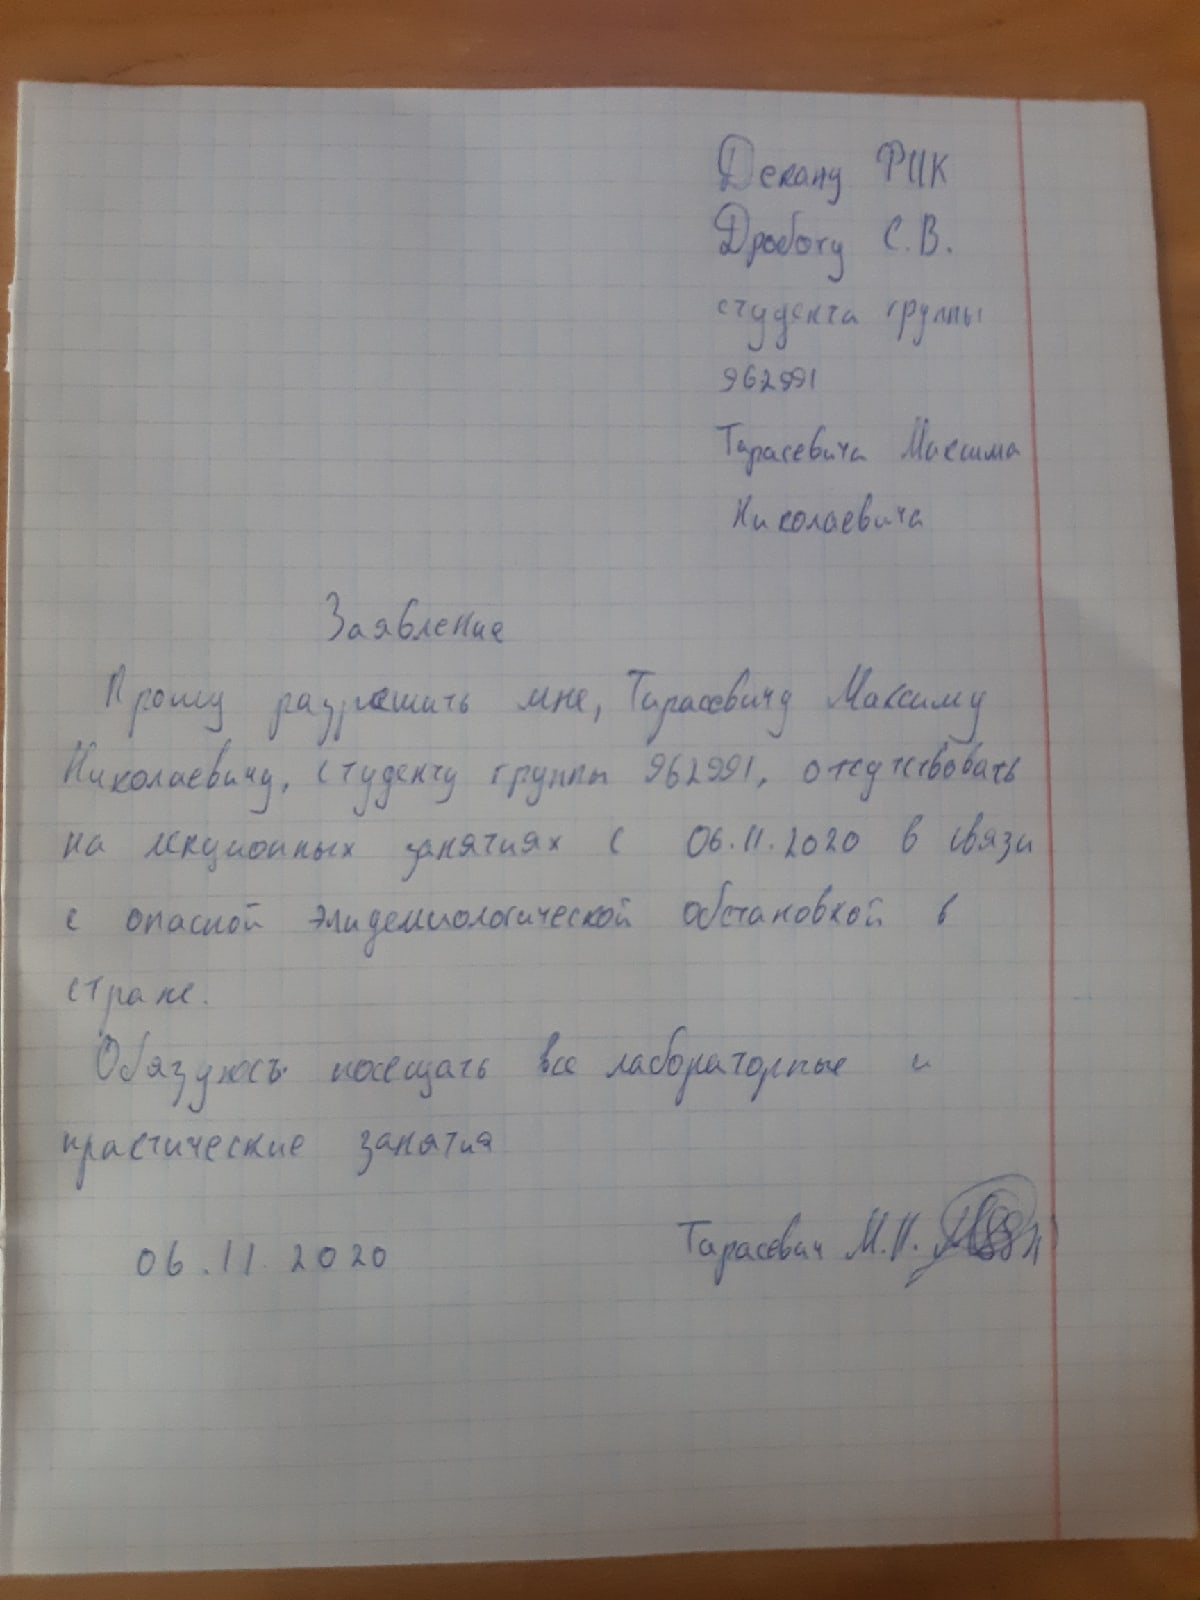 Декану ФИК
Дроботу С.В.
студента группы
962991
Тарасевича Максима
Николаевича
Заявление
Прошу разрешить мне, Тарасевичу Максиму
Николаевичу, студенту группы 962991, отсутствовать
на лекционных занятиях с 06.11.2020 в связи
с опасной эпидемиологической обстановкой в
стране.
Обязуюсь посещать все лабораторные и
практические занятия
06.11.2020 Тарасевич М.Н.